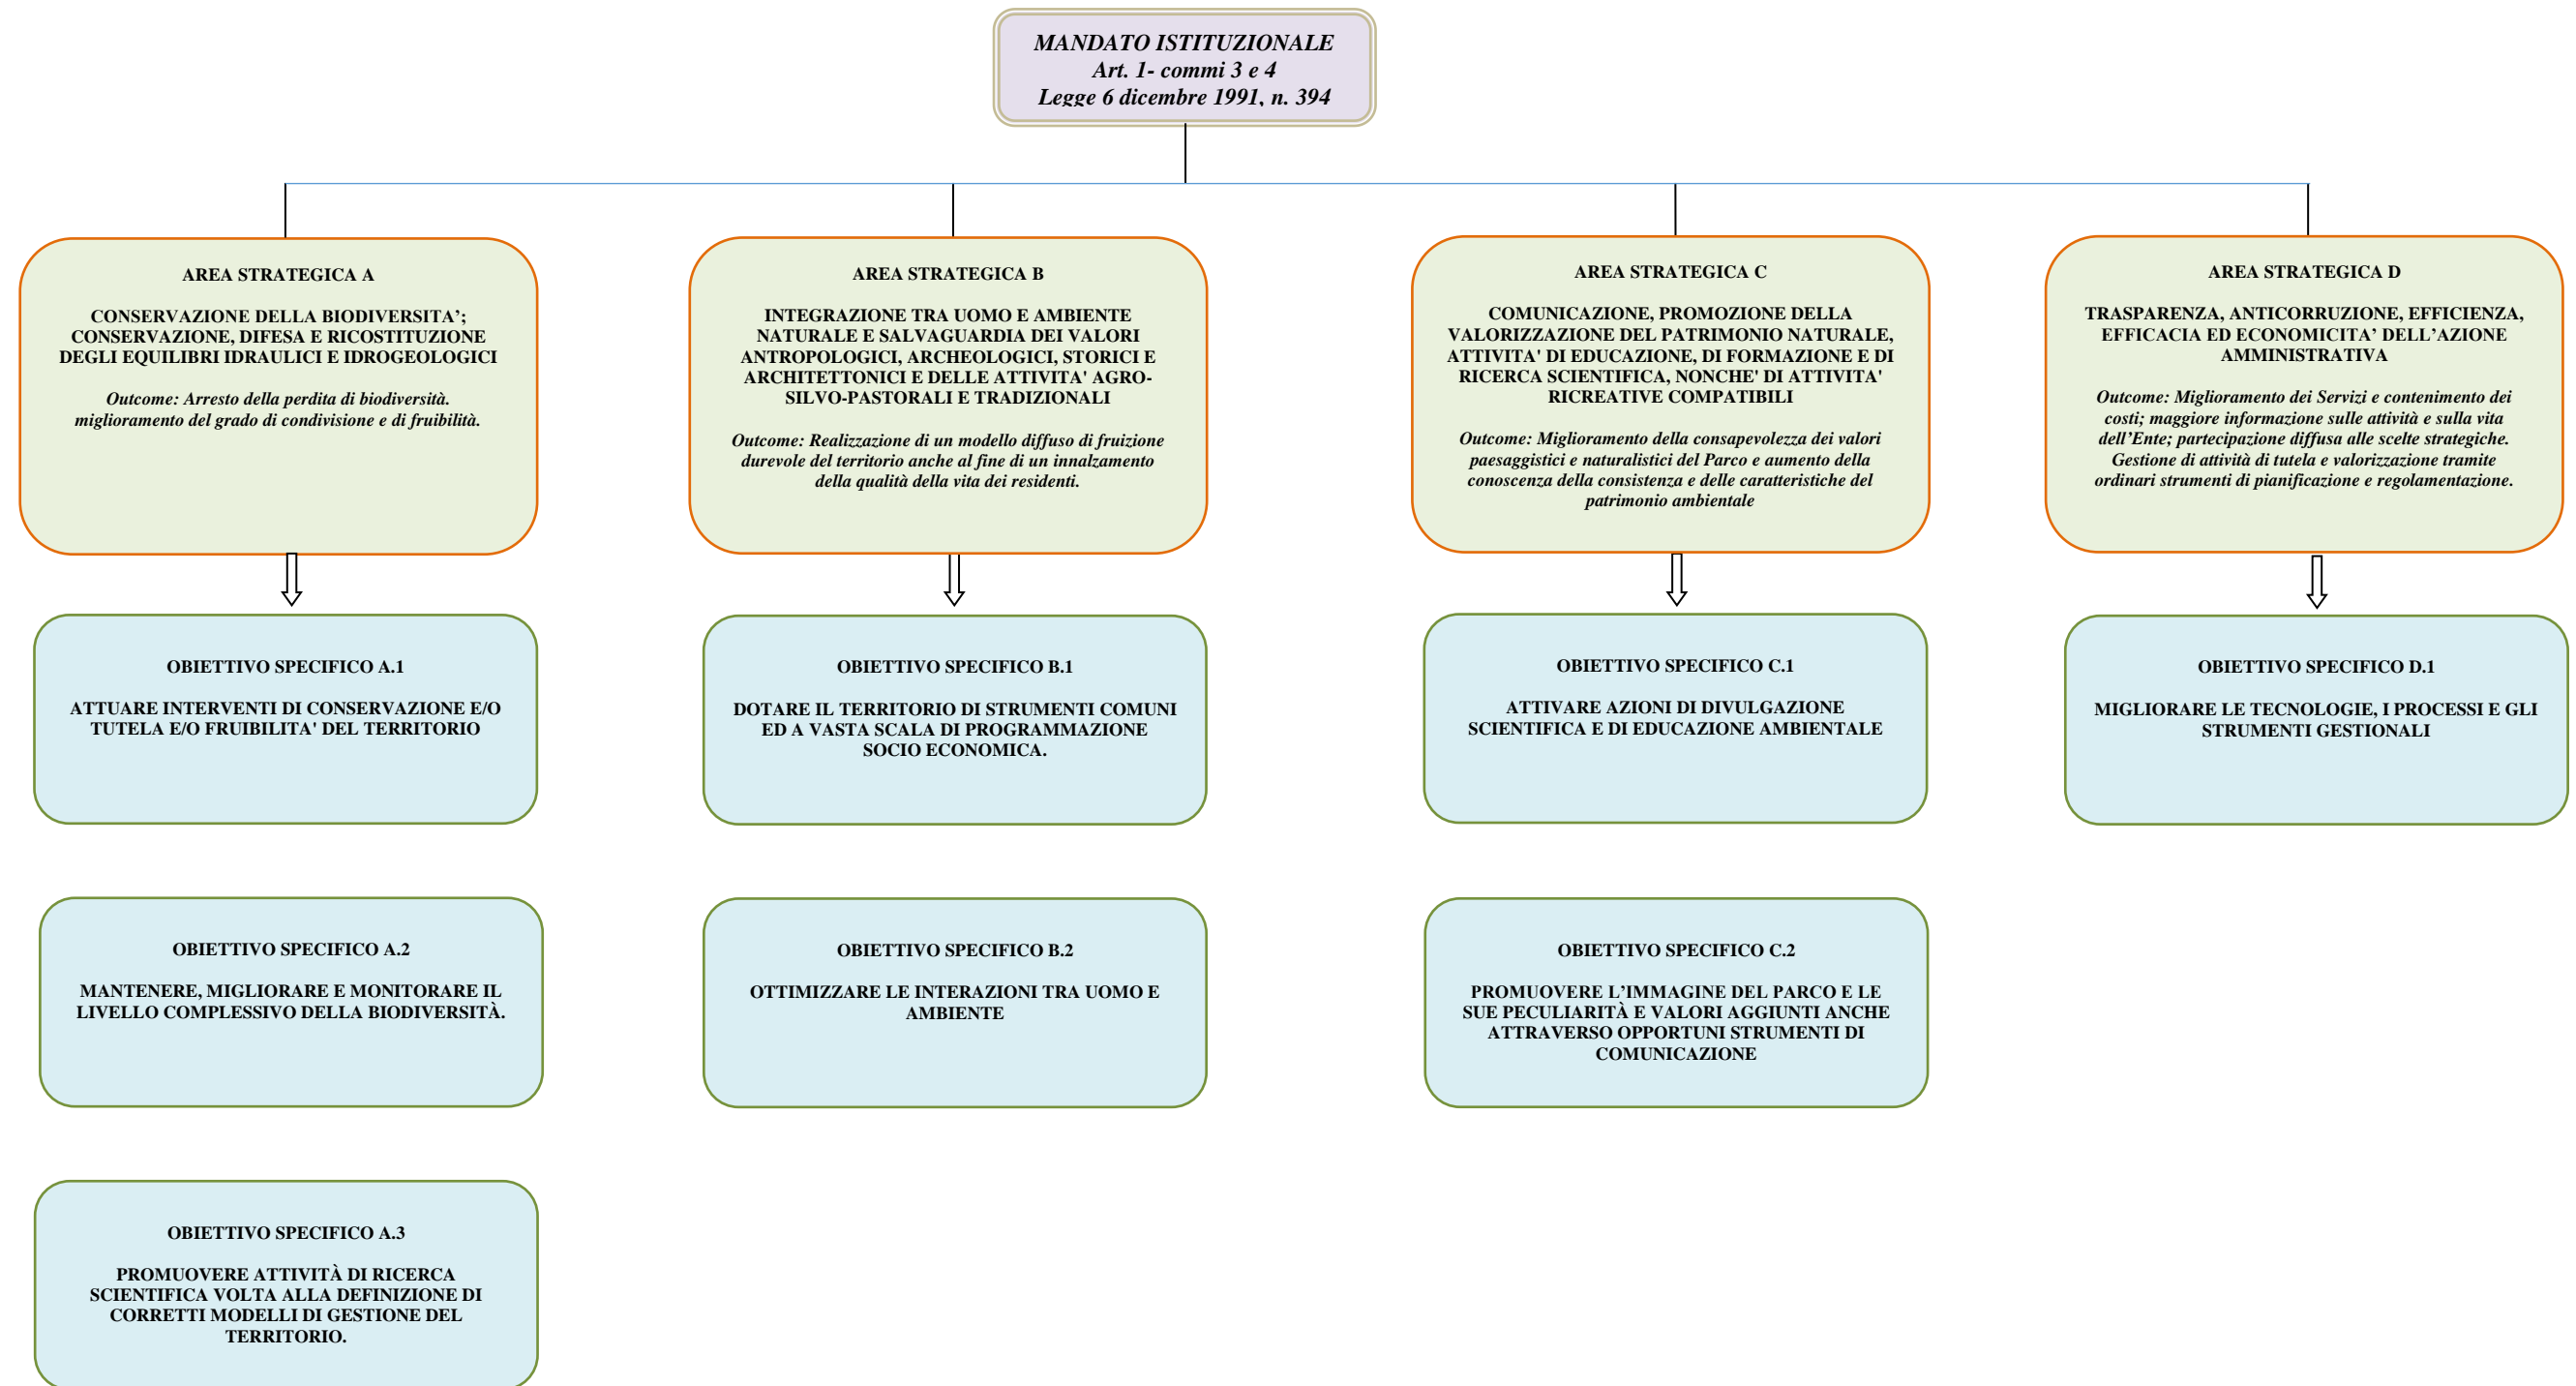 MANDATO ISTITUZIONALE
Art. 1- commi 3 e 4
Legge 6 dicembre 1991, n. 394
AREA STRATEGICA A
CONSERVAZIONE DELLA BIODIVERSITA’;
CONSERVAZIONE, DIFESA E RICOSTITUZIONE
DEGLI EQUILIBRI IDRAULICI E IDROGEOLOGICI
Outcome: Arresto della perdita di biodiversità.
miglioramento del grado di condivisione e di fruibilità.
AREA STRATEGICA B
INTEGRAZIONE TRA UOMO E AMBIENTE
NATURALE E SALVAGUARDIA DEI VALORI
ANTROPOLOGICI, ARCHEOLOGICI, STORICI E
ARCHITETTONICI E DELLE ATTIVITA' AGRO-
SILVO-PASTORALI E TRADIZIONALI
Outcome: Realizzazione di un modello diffuso di fruizione
durevole del territorio anche al fine di un innalzamento
della qualità della vita dei residenti.
AREA STRATEGICA C
COMUNICAZIONE, PROMOZIONE DELLA
VALORIZZAZIONE DEL PATRIMONIO NATURALE,
ATTIVITA' DI EDUCAZIONE, DI FORMAZIONE E DI
RICERCA SCIENTIFICA, NONCHE' DI ATTIVITA'
RICREATIVE COMPATIBILI
Outcome: Miglioramento della consapevolezza dei valori
paesaggistici e naturalistici del Parco e aumento della
conoscenza della consistenza e delle caratteristiche del
patrimonio ambientale
AREA STRATEGICA D
TRASPARENZA, ANTICORRUZIONE, EFFICIENZA,
EFFICACIA ED ECONOMICITA’ DELL’AZIONE
AMMINISTRATIVA
Outcome: Miglioramento dei Servizi e contenimento dei
costi; maggiore informazione sulle attività e sulla vita
dell’Ente; partecipazione diffusa alle scelte strategiche.
Gestione di attività di tutela e valorizzazione tramite
ordinari strumenti di pianificazione e regolamentazione.
OBIETTIVO SPECIFICO A.1
ATTUARE INTERVENTI DI CONSERVAZIONE E/O
TUTELA E/O FRUIBILITA' DEL TERRITORIO
OBIETTIVO SPECIFICO B.1
DOTARE IL TERRITORIO DI STRUMENTI COMUNI
ED A VASTA SCALA DI PROGRAMMAZIONE
SOCIO ECONOMICA.
OBIETTIVO SPECIFICO C.1
ATTIVARE AZIONI DI DIVULGAZIONE
SCIENTIFICA E DI EDUCAZIONE AMBIENTALE
OBIETTIVO SPECIFICO D.1
MIGLIORARE LE TECNOLOGIE, I PROCESSI E GLI
STRUMENTI GESTIONALI
OBIETTIVO SPECIFICO A.2
MANTENERE, MIGLIORARE E MONITORARE IL
LIVELLO COMPLESSIVO DELLA BIODIVERSITÀ.
OBIETTIVO SPECIFICO B.2
OTTIMIZZARE LE INTERAZIONI TRA UOMO E
AMBIENTE
OBIETTIVO SPECIFICO C.2
PROMUOVERE L’IMMAGINE DEL PARCO E LE
SUE PECULIARITÀ E VALORI AGGIUNTI ANCHE
ATTRAVERSO OPPORTUNI STRUMENTI DI
COMUNICAZIONE
OBIETTIVO SPECIFICO A.3
PROMUOVERE ATTIVITÀ DI RICERCA
SCIENTIFICA VOLTA ALLA DEFINIZIONE DI
CORRETTI MODELLI DI GESTIONE DEL
TERRITORIO.